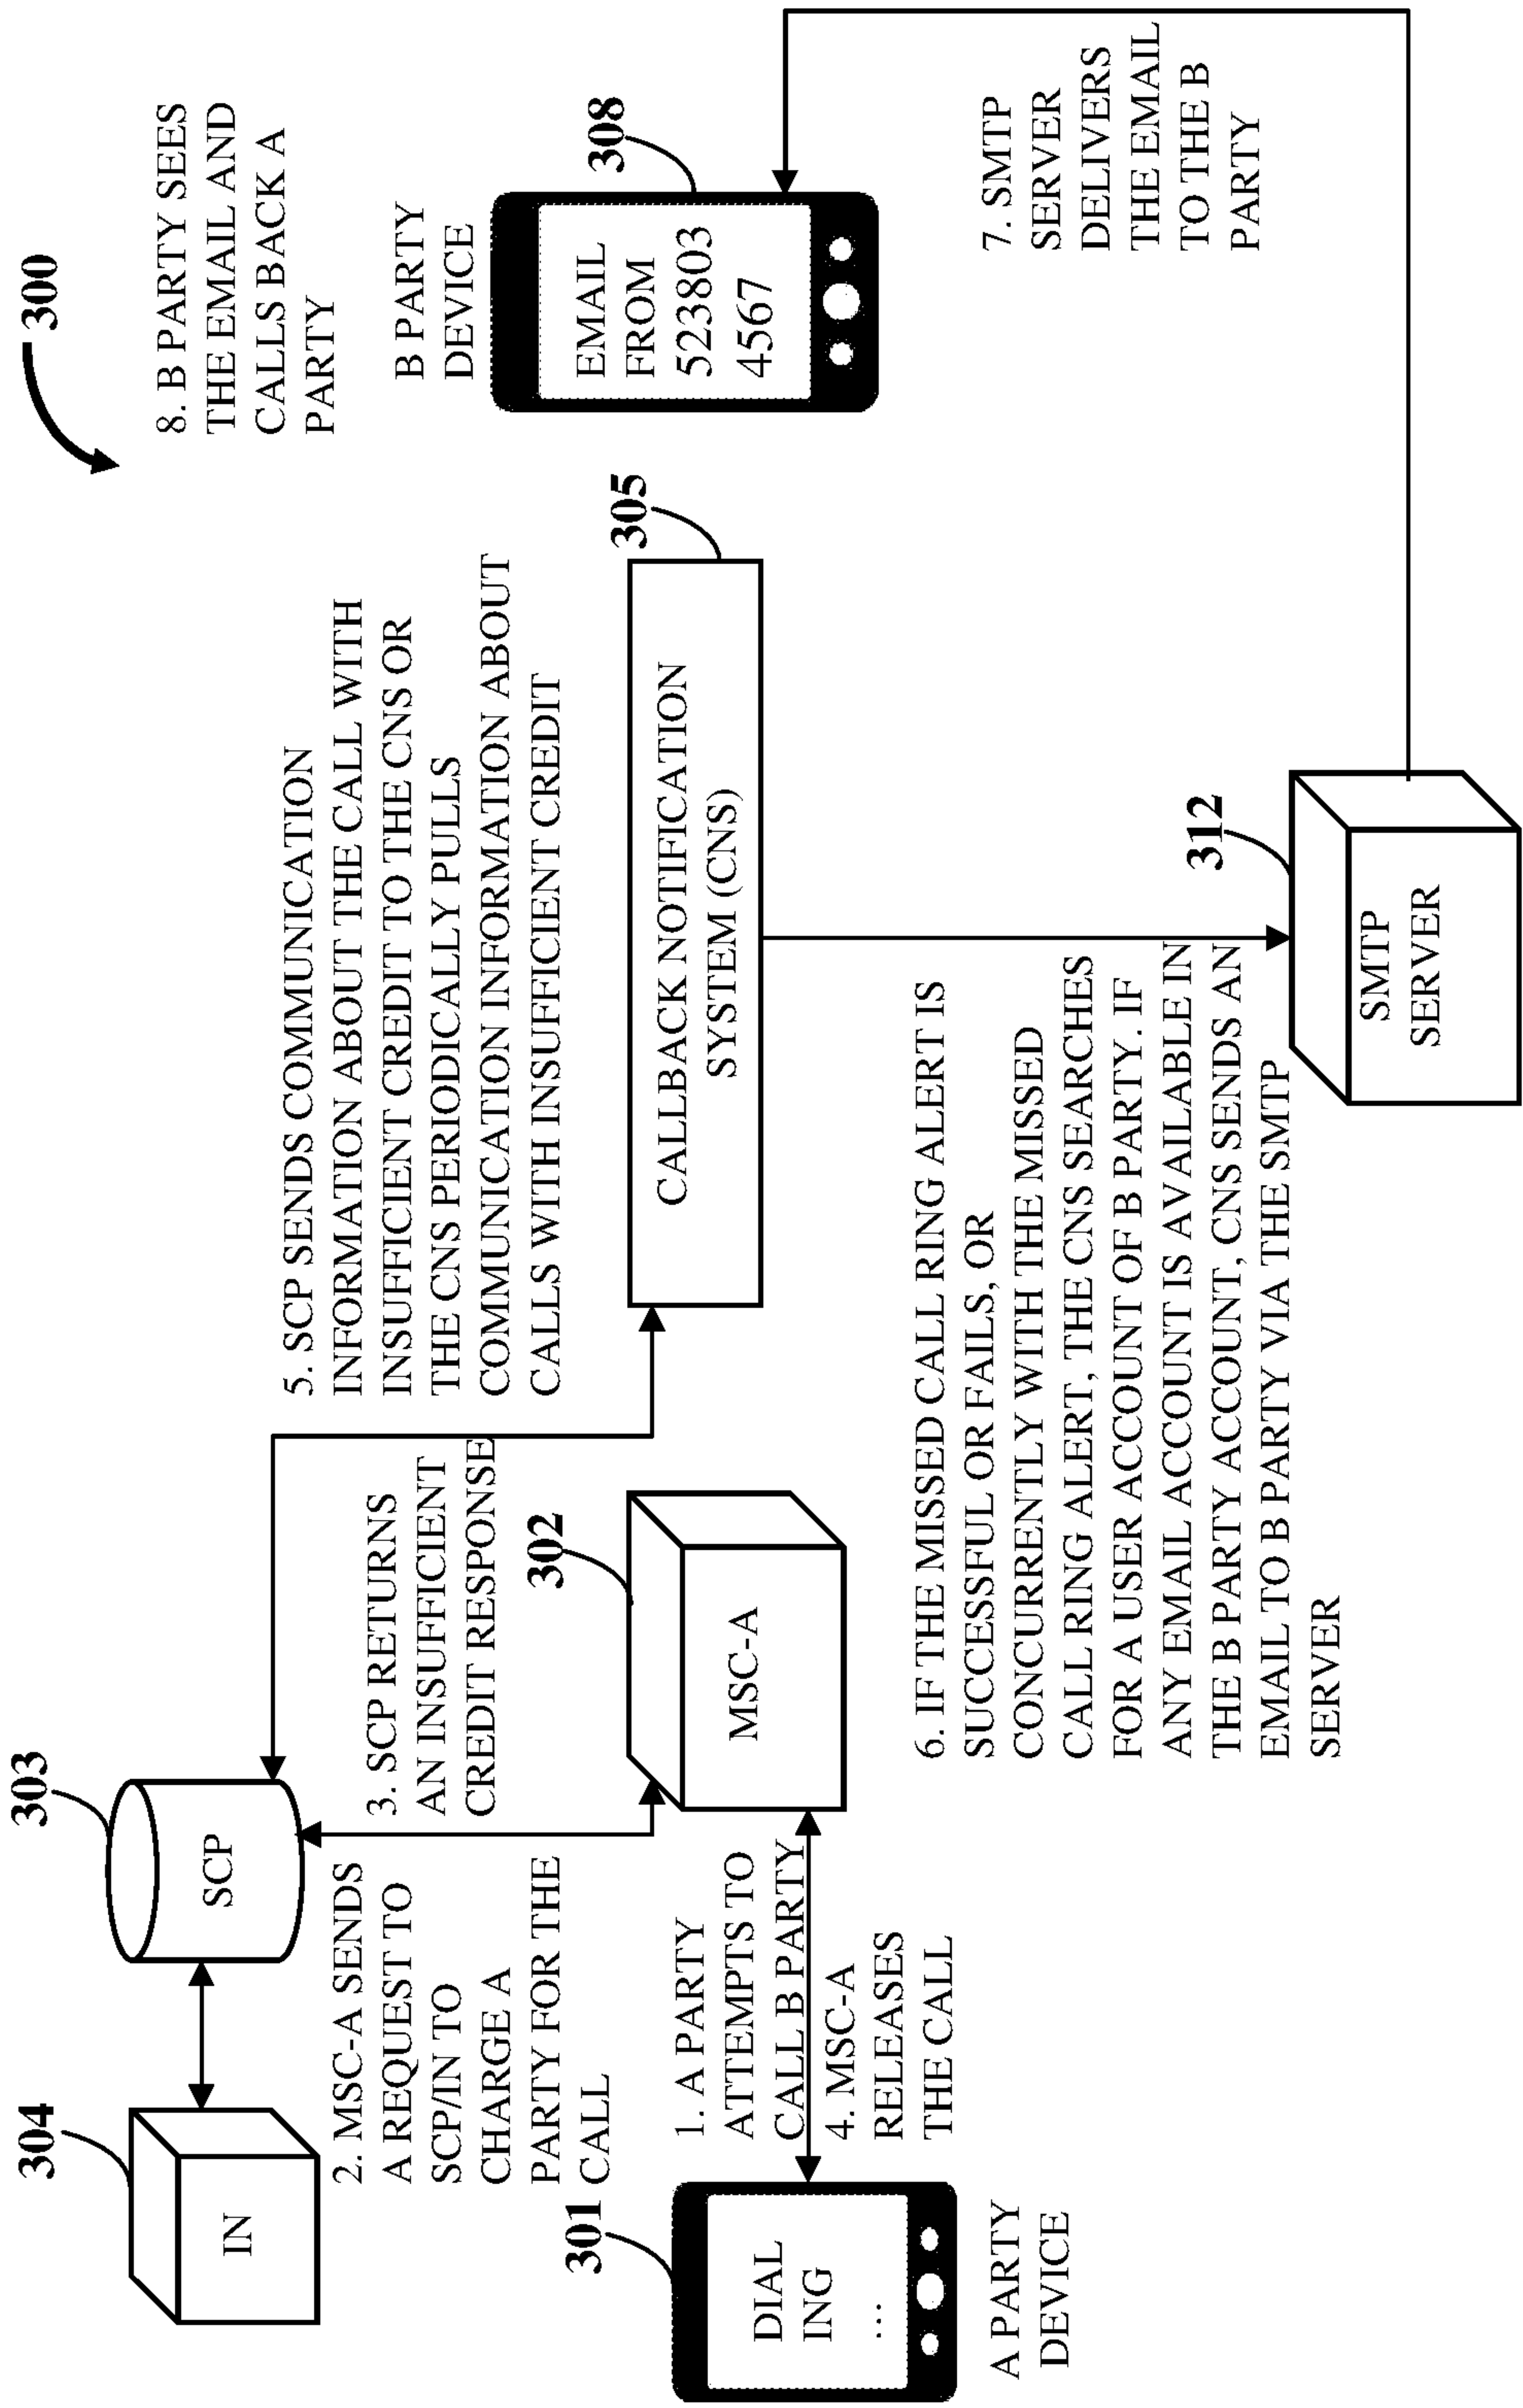 300
8. B PARTY SEES
THE EMAIL AND
CALLS BACK A
PARTY
304
IN
303
SCP
2. MSC-A SENDS
A REQUEST TO
SCP/IN TO
CHARGE A
PARTY FOR THE
CALL
3. SCP RETURNS
AN INSUFFICIENT
CREDIT RESPONSE
5. SCP SENDS COMMUNICATION
INFORMATION ABOUT THE CALL WITH
INSUFFICIENT CREDIT TO THE CNS OR
THE CNS PERIODICALLY PULLS
COMMUNICATION INFORMATION ABOUT
CALLS WITH INSUFFICIENT CREDIT
B PARTY
DEVICE
308
EMAIL
FROM
523803
4567
301
DIAL
ING
...
A PARTY
DEVICE
1. A PARTY
ATTEMPTS TO
CALL B PARTY
4. MSC-A
RELEASES
THE CALL
302
MSC-A
305
CALLBACK NOTIFICATION
SYSTEM (CNS)
6. IF THE MISSED CALL RING ALERT IS
SUCCESSFUL OR FAILS, OR
CONCURRENTLY WITH THE MISSED
CALL RING ALERT, THE CNS SEARCHES
FOR A USER ACCOUNT OF B PARTY. IF
ANY EMAIL ACCOUNT IS AVAILABLE IN
THE B PARTY ACCOUNT, CNS SENDS AN
EMAIL TO B PARTY VIA THE SMTP
SERVER
312
SMTP
SERVER
7. SMTP
SERVER
DELIVERS
THE EMAIL
TO THE B
PARTY